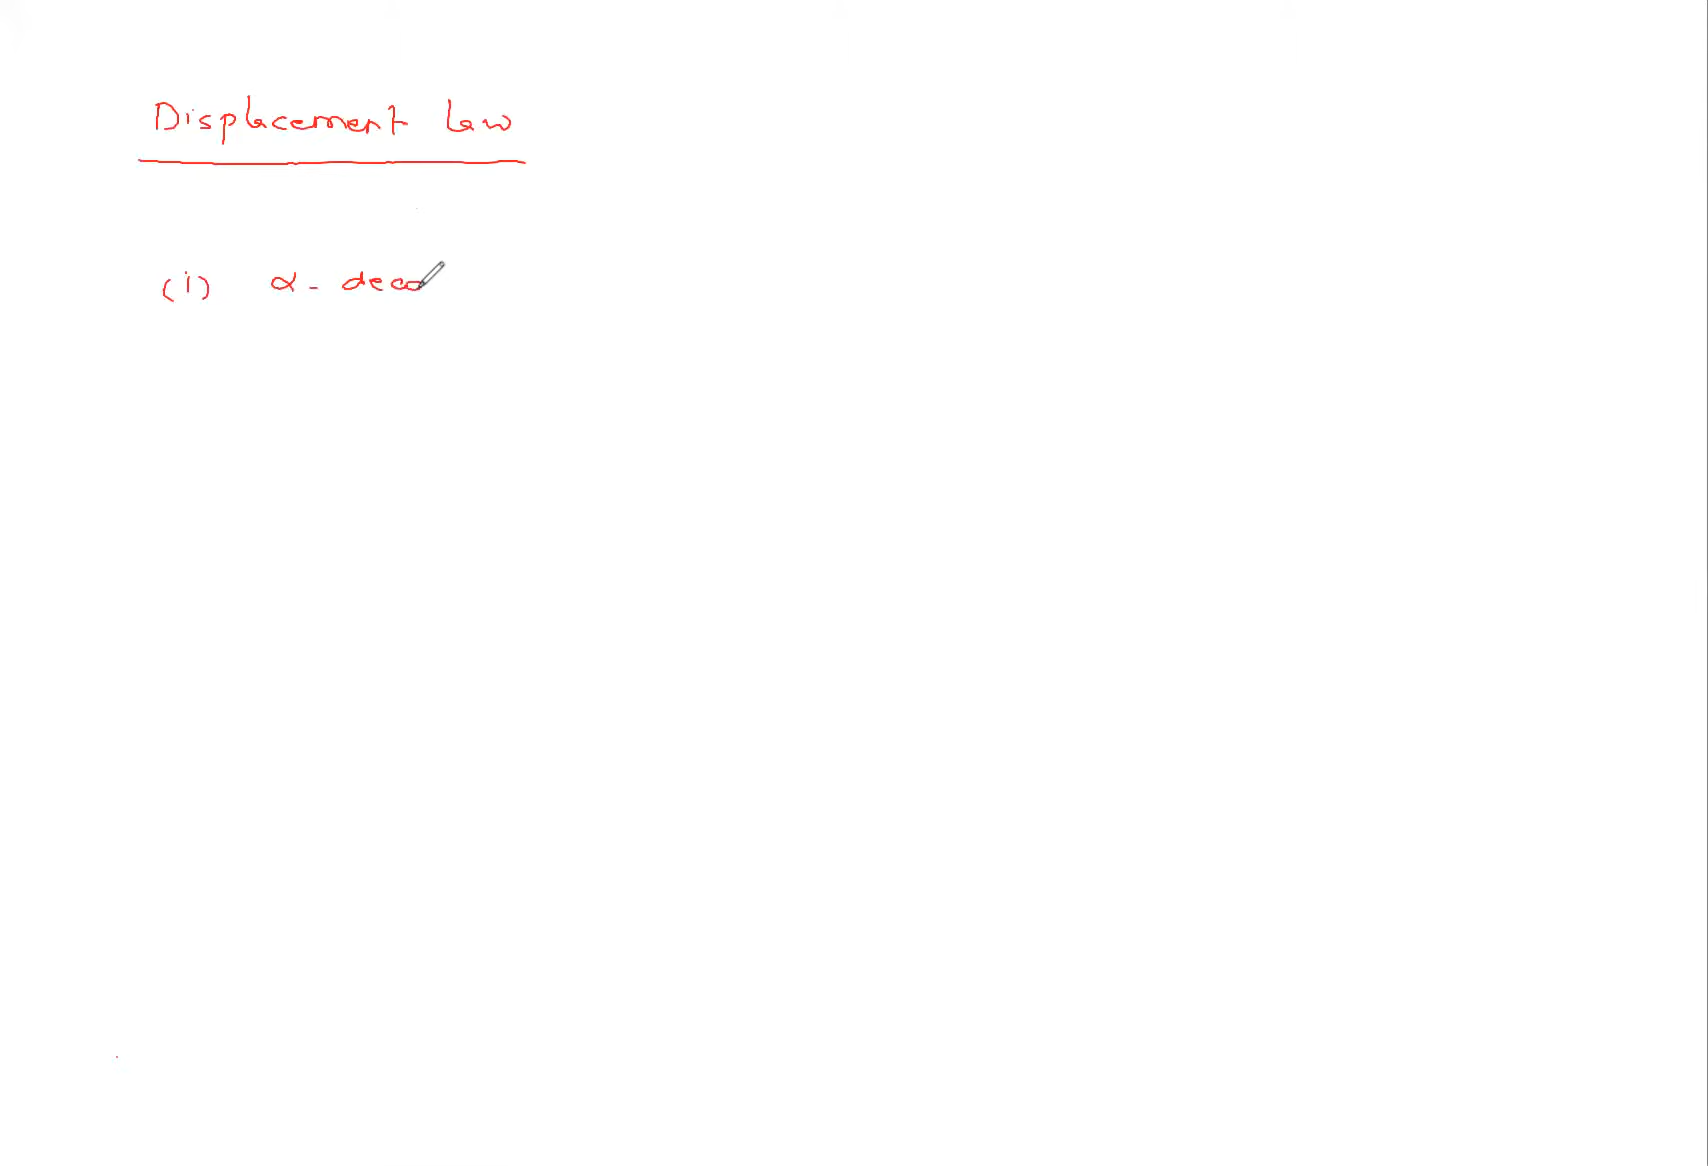 Displacement law
(i) α - deca